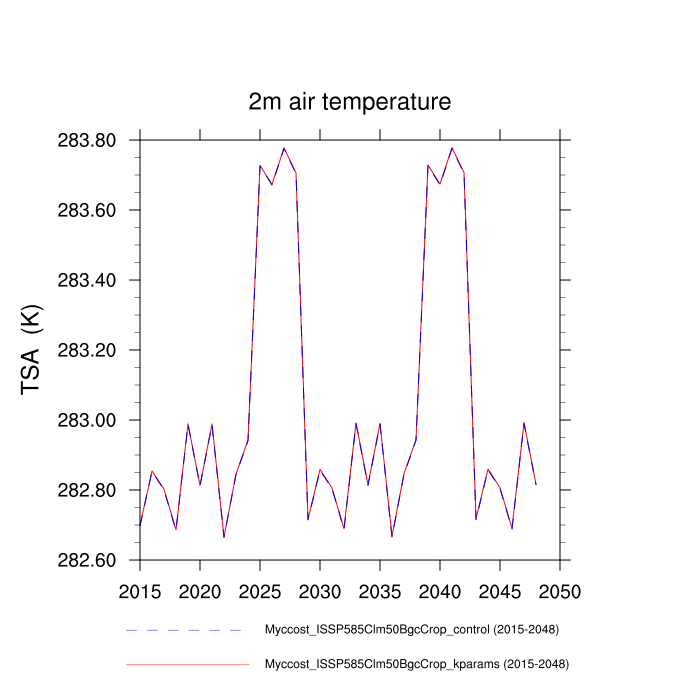 2m air temperature
283.80
283.60
283.40
283.20
283.00
282.80
282.60
TSA (K)
2015 2020 2025 2030 2035 2040 2045 2050
Myccost_ISSP585Clm50BgcCrop_control (2015-2048)
Myccost_ISSP585Clm50BgcCrop_kparams (2015-2048)